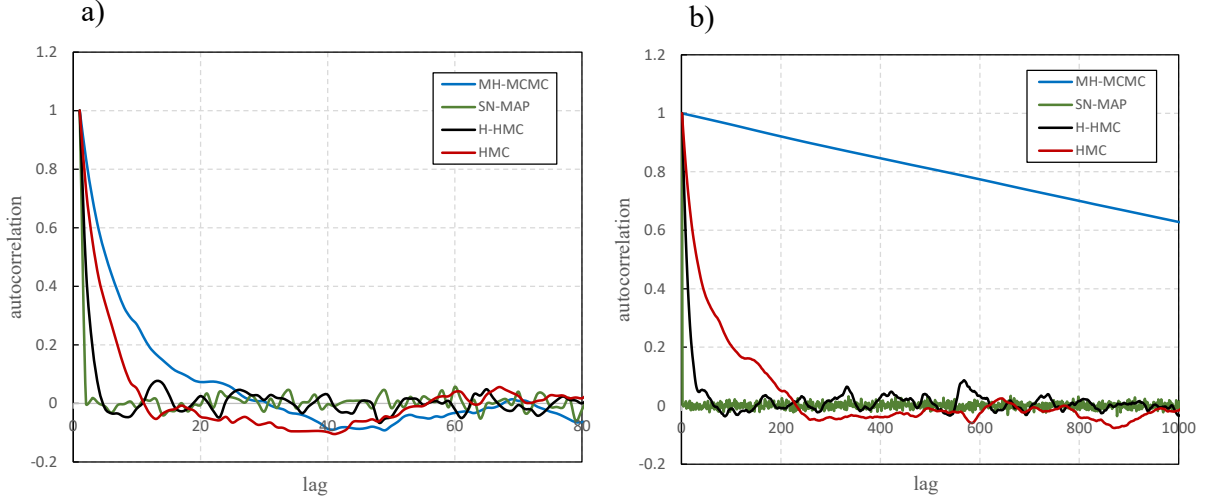 a)
1.2
1
0.8
0.6
0.4
0.2
0
-0.2
autocorrelation
MH-MCMC
SN-MAP
H-HMC
HMC
0 20 40 60 80
lag
b)
1.2
1
0.8
0.6
0.4
0.2
0
-0.2
autocorrelation
MH-MCMC
SN-MAP
H-HMC
HMC
0 200 400 600 800 1000
lag